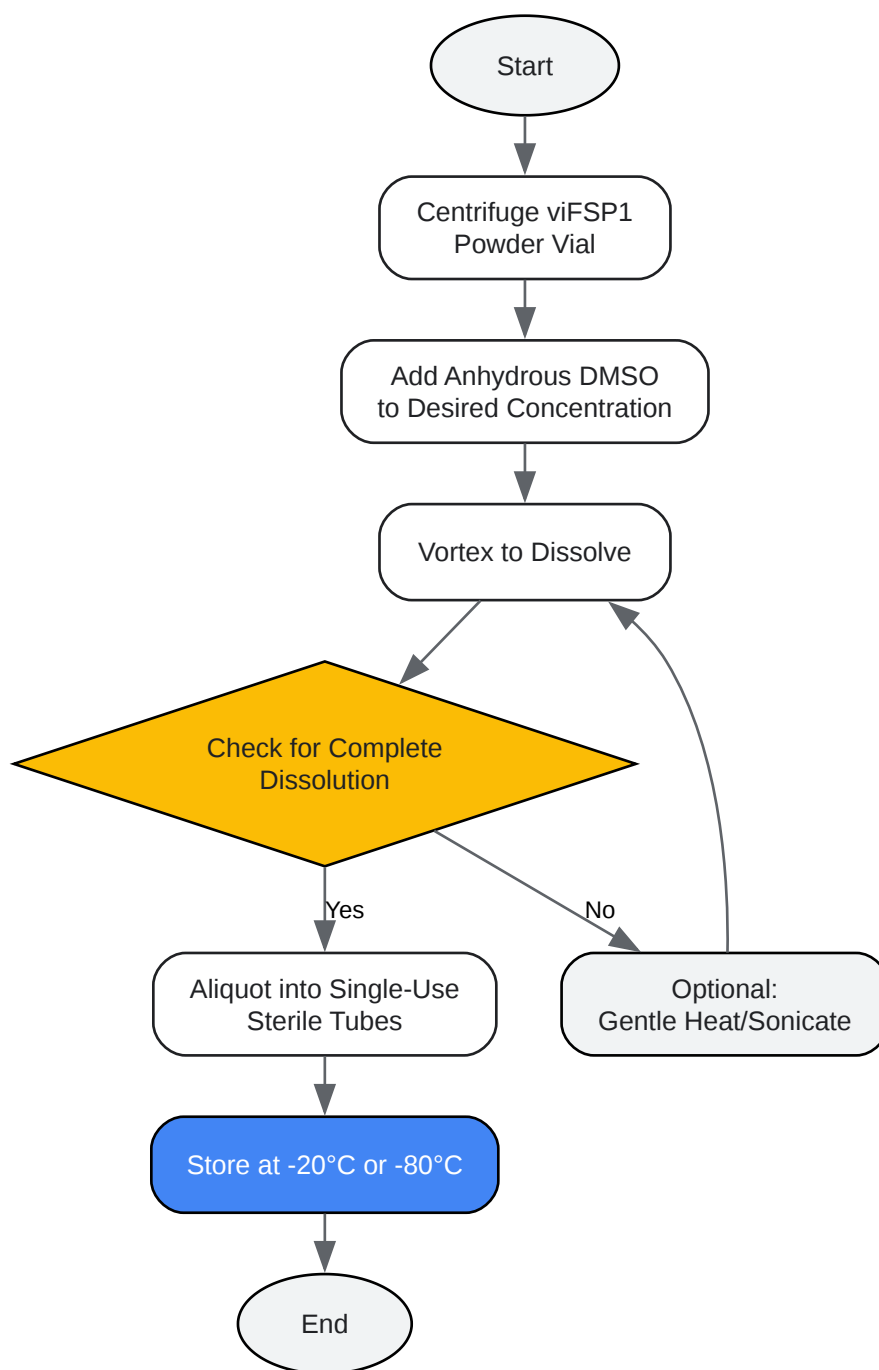 Start
Centrifuge viFSP1
Powder Vial
Add Anhydrous DMSO
to Desired Concentration
Vortex to Dissolve
Check for Complete
Dissolution
Yes
No
Aliquot into Single-Use
Sterile Tubes
Optional:
Gentle Heat/Sonicate
Store at -20°C or -80°C
End